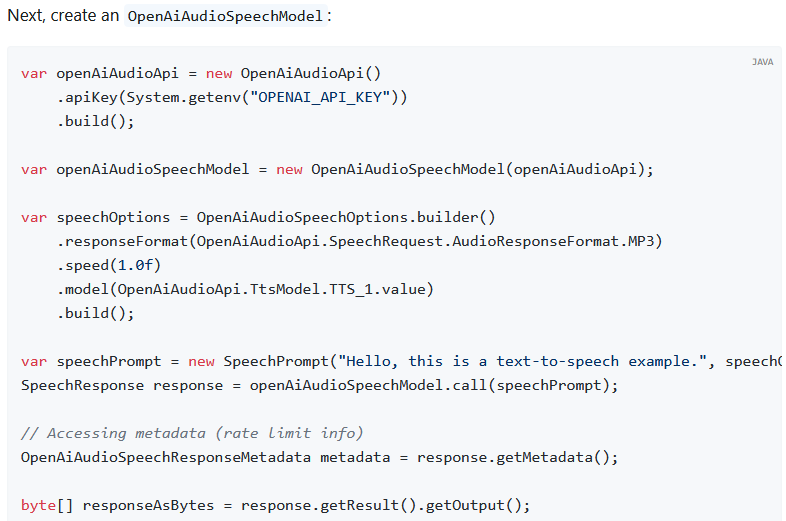 Next, create an OpenAiAudioSpeechModel:
JAVA
var openAiAudioApi = new OpenAiAudioApi()
    .apiKey(System.getenv("OPENAI_API_KEY"))
    .build();

var openAiAudioSpeechModel = new OpenAiAudioSpeechModel(openAiAudioApi);

var speechOptions = OpenAiAudioSpeechOptions.builder()
    .responseFormat(OpenAiAudioApi.SpeechRequest.AudioResponseFormat.MP3)
    .speed(1.0f)
    .model(OpenAiAudioApi.TtsModel.TTS_1.value)
    .build();

var speechPrompt = new SpeechPrompt("Hello, this is a text-to-speech example.", speech
SpeechResponse response = openAiAudioSpeechModel.call(speechPrompt);

// Accessing metadata (rate limit info)
OpenAiAudioSpeechResponseMetadata metadata = response.getMetadata();

byte[] responseAsBytes = response.getResult().getOutput();